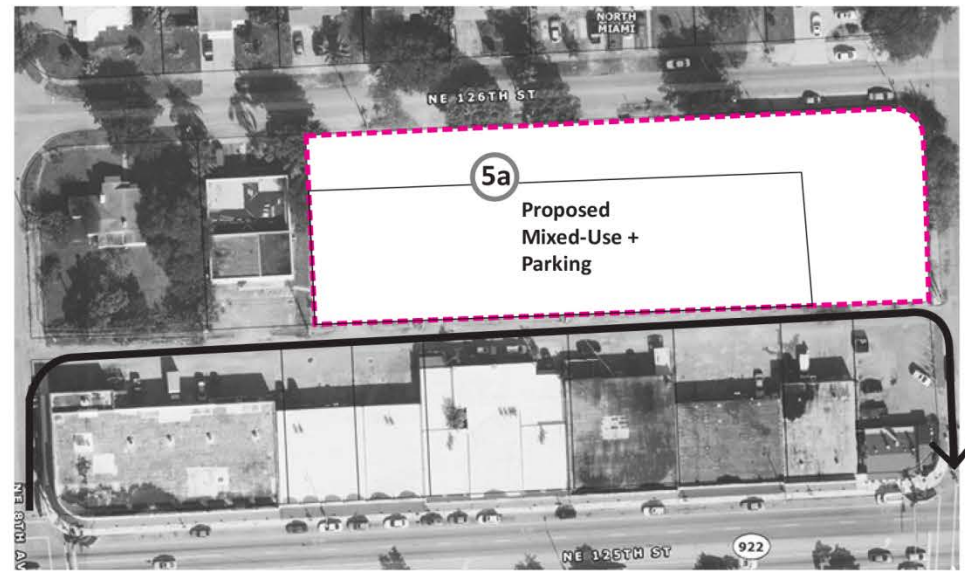 NORTH
MIAMI
NE 126TH ST
5a
Proposed
Mixed-Use +
Parking
NE 8TH AV
NE 125TH ST
922